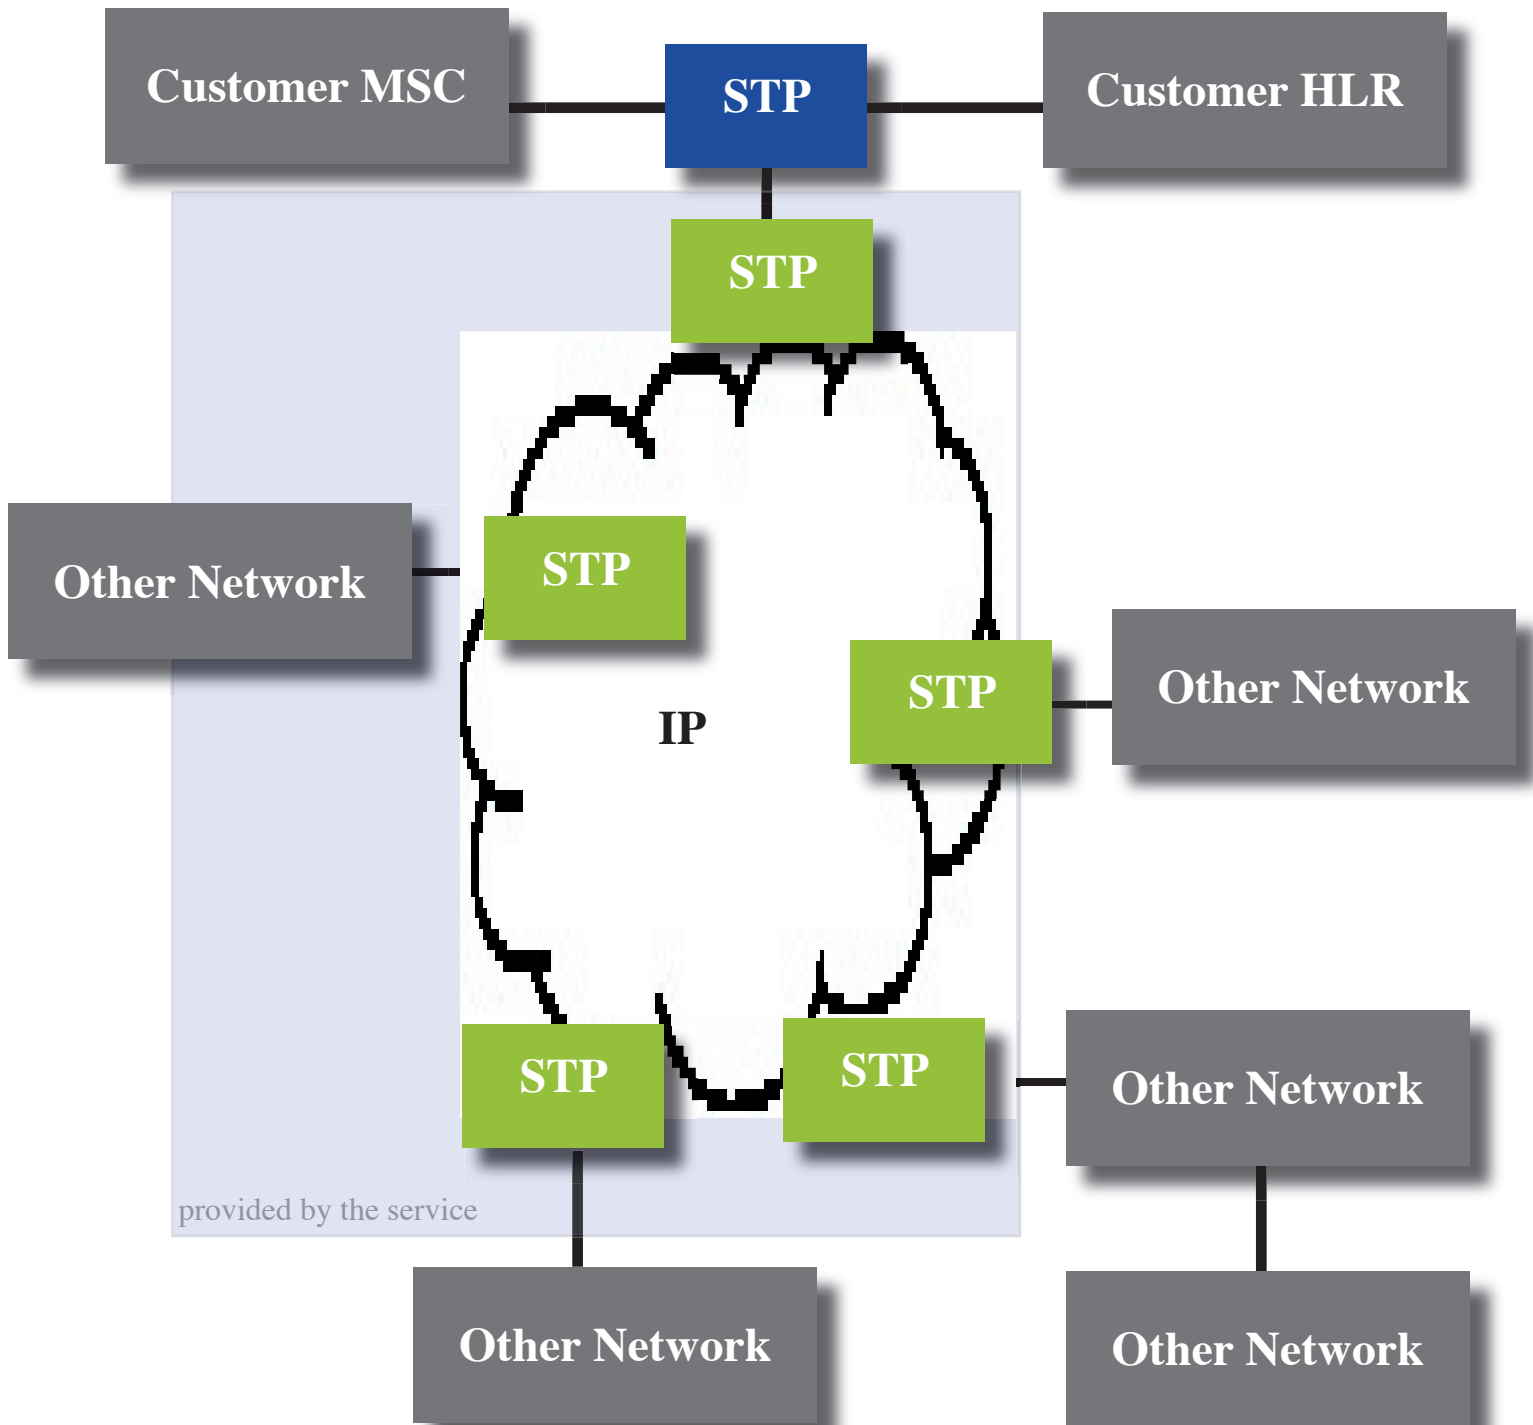 Customer MSC
STP
Customer HLR
STP
Other Network
STP
STP
Other Network
IP
STP
STP
Other Network
provided by the service
Other Network
Other Network